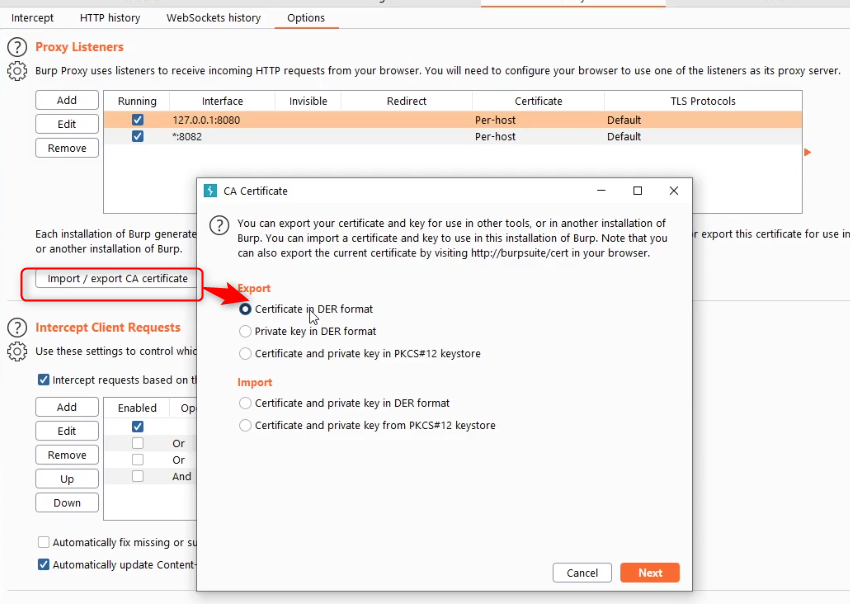 Intercept HTTP history WebSockets history Options
Proxy Listeners
Burp Proxy uses listeners to receive incoming HTTP requests from your browser. You will need to configure your browser to use one of the listeners as its proxy server.
Add
Edit
Remove
Running Interface Invisible Redirect Certificate TLS Protocols
127.0.0.1:8080 Per-host Default
*:8082 Per-host Default
Each installation of Burp generate
r export this certificate for use in
or another installation of Burp.
Import / export CA certificate
CA Certificate
You can export your certificate and key for use in other tools, or in another installation of
Burp. You can import a certificate and key to use in this installation of Burp. Note that you
can also export the current certificate by visiting http://burpsuite/cert in your browser.
Export
Certificate in DER format
Private key in DER format
Certificate and private key in PKCS#12 keystore
Import
Certificate and private key in DER format
Certificate and private key from PKCS#12 keystore
Cancel Next
Intercept Client Requests
Use these settings to control whic
Intercept requests based on th
Add
Edit
Remove
Up
Down
Enabled Ope
Or
Or
And
Automatically fix missing or su
Automatically update Content-